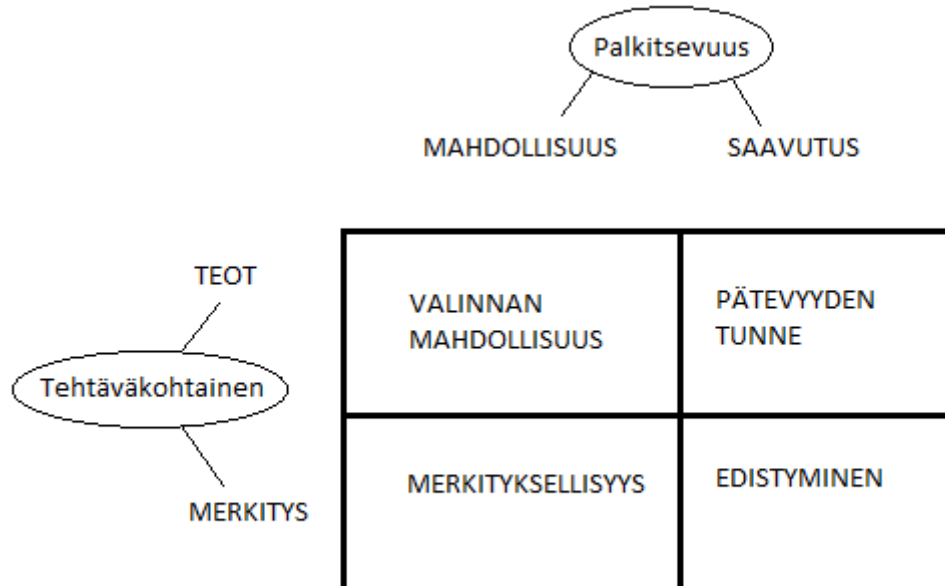 Palkitsevuus
MAHDOLLISUUS
SAAVUTUS
TEOT
VALINNAN
MAHDOLLISUUS
PÄTEVYYDEN
TUNNE
Tehtäväkohtainen
MERKITYKSELLISYYS
EDISTYMINEN
MERKITYS